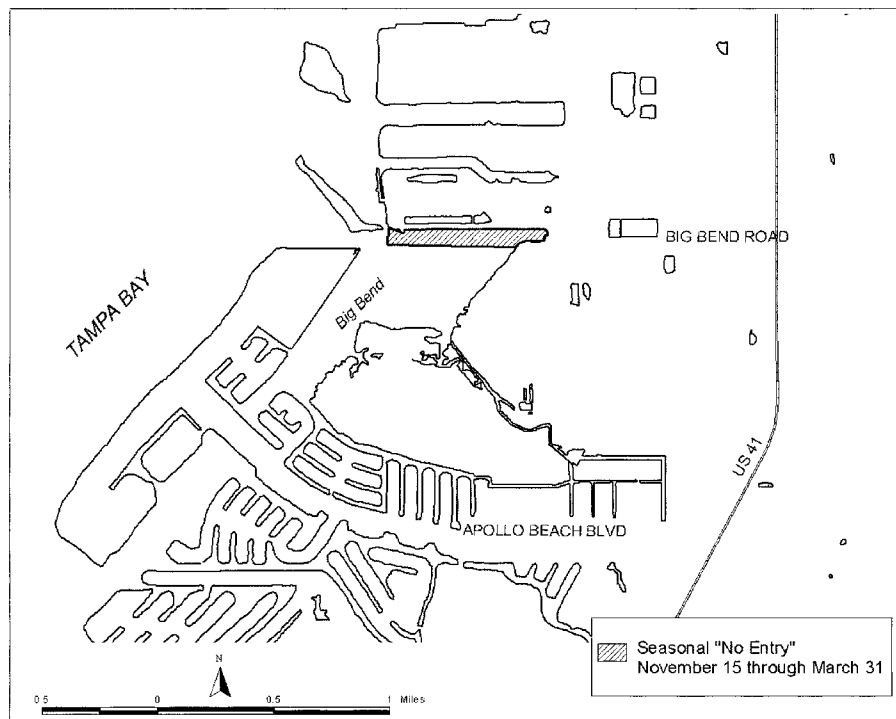 BIG BEND ROAD
TAMPA BAY
Big Bend
US 41
APOLLO BEACH BLVD
Seasonal "No Entry"
November 15 through March 31
N
0.5 0 0.5 1 Miles